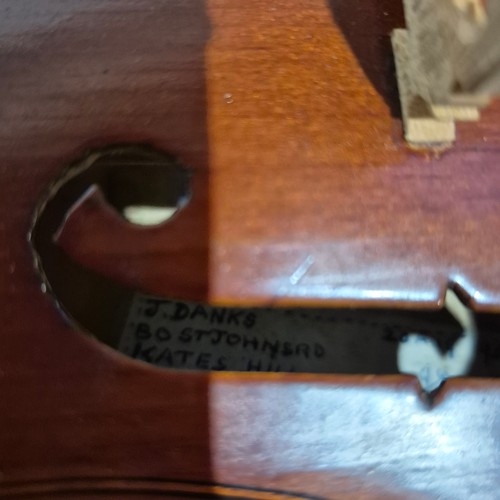 J. DANKS
80 ST JOHNS RD
KATES HILL